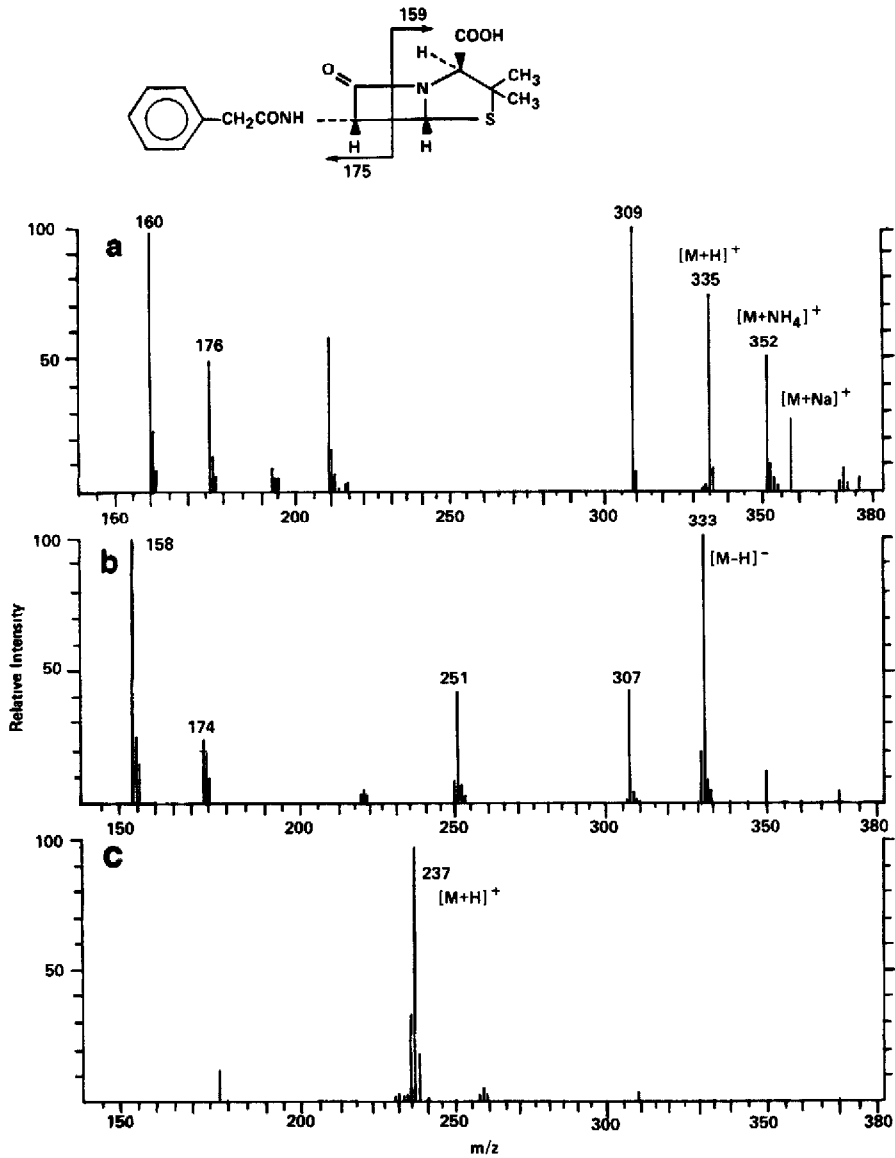 159
COOH
H
O
N
CH₃
CH₃
S
CH₂CONH
H
H
175
100
50
a
160
176
309
[M+H]⁺
335
[M+NH₄]⁺
352
[M+Na]⁺
160
200
300
350
380
Relative Intensity
100
50
b
158
174
251
307
333
[M-H]⁻
150
200
250
300
350
380
100
50
c
237
[M+H]⁺
150
200
250
300
350
380
m/z